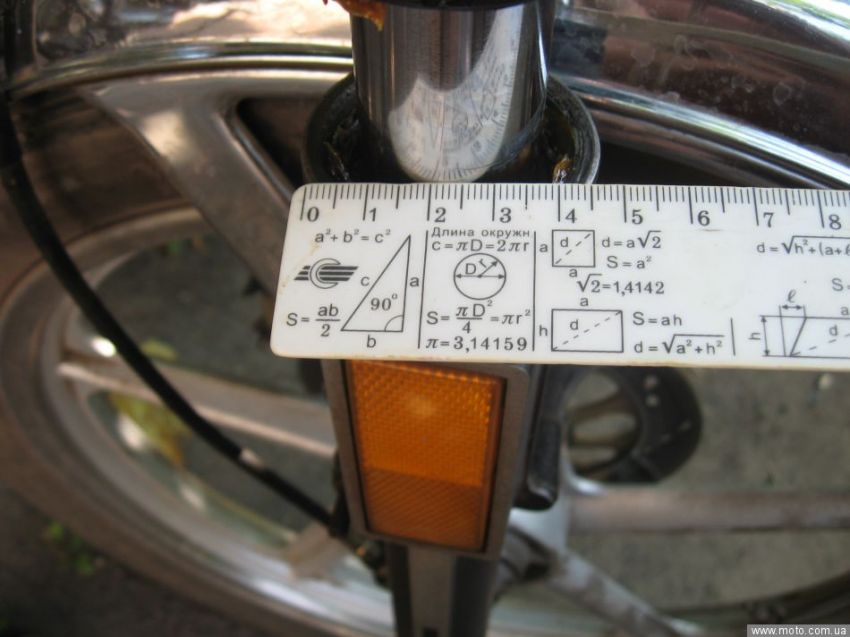 0 1 2 3 4 5 6 7 8
a²+b²=c²
c
a
90°
b
S=ab/2
Длина окружн
c=πD=2πr
D
r
S=πD²/4=πr²
π=3,14159
a
d
a
d=a√2
S=a²
√2=1,4142
a
h
d
S=ah
d=√a²+h²
d=√h²+(a+ℓ
S=
ℓ
a
h
d
www.moto.com.ua